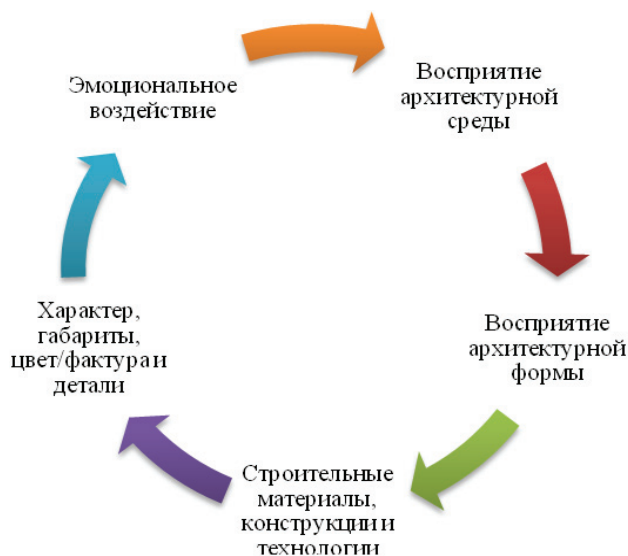 Эмоциональное
воздействие
Восприятие
архитектурной
среды
Восприятие
архитектурной
формы
Строительные
материалы,
конструкции и
технологии
Характер,
габариты,
цвет/фактура и
детали